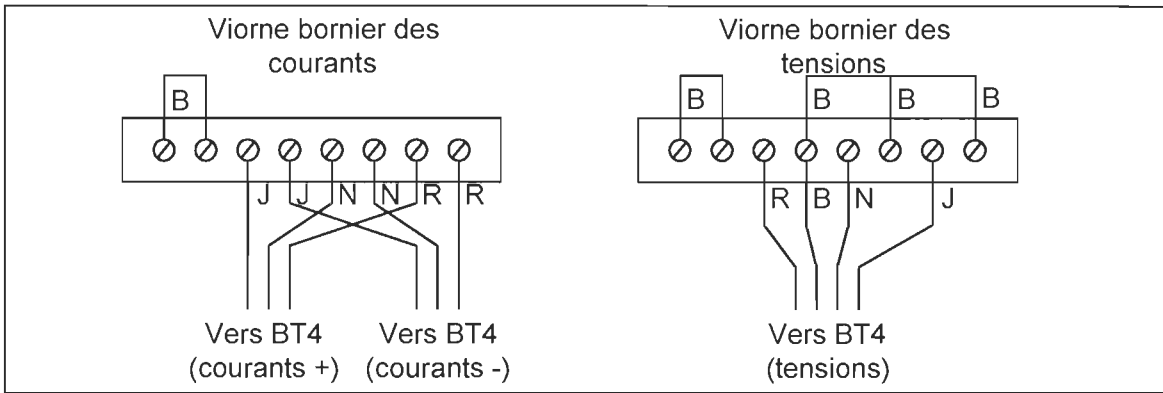 Viorne bornier des
courants
B
J J N N R R
Vers BT4
(courants +)
Vers BT4
(courants -)
Viorne bornier des
tensions
B B B B
R B N J
Vers BT4
(tensions)